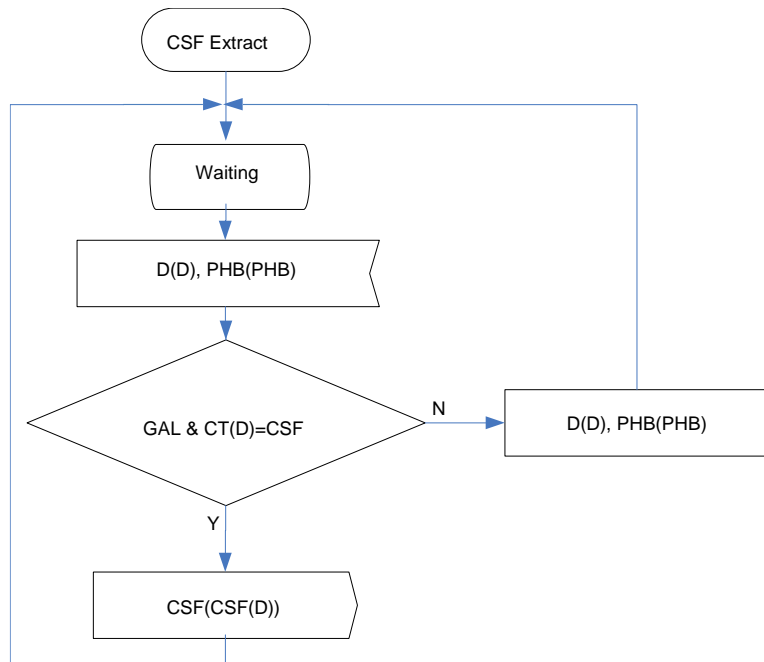 CSF Extract
Waiting
D(D), PHB(PHB)
GAL & CT(D)=CSF
N
D(D), PHB(PHB)
Y
CSF(CSF(D))